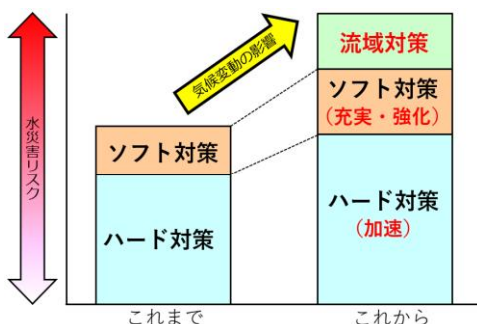 水災害リスク
気候変動の影響
流域対策
ソフト対策
(充実・強化)
ソフト対策
ハード対策
ハード対策
(加速)
これまで
これから